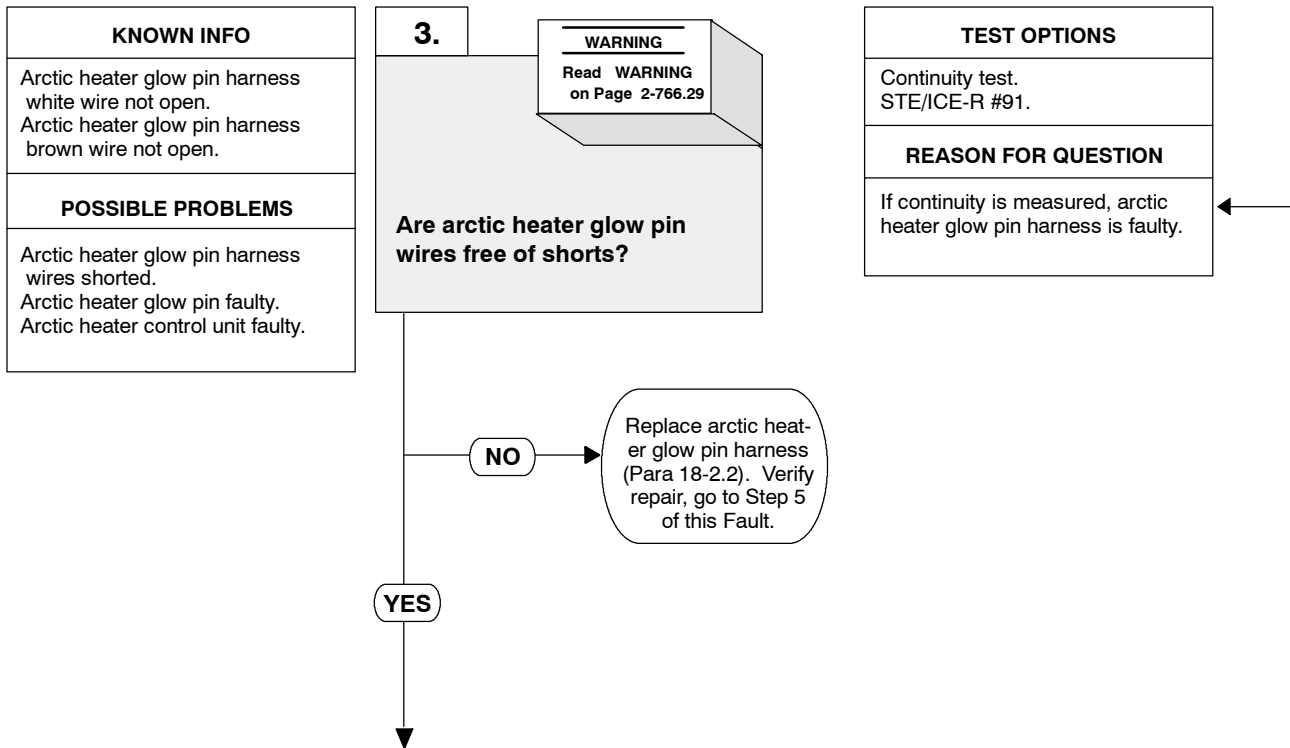 KNOWN INFO
Arctic heater glow pin harness
white wire not open.
Arctic heater glow pin harness
brown wire not open.
POSSIBLE PROBLEMS
Arctic heater glow pin harness
wires shorted.
Arctic heater glow pin faulty.
Arctic heater control unit faulty.
3.
WARNING
Read WARNING
on Page 2-766.29
Are arctic heater glow pin
wires free of shorts?
TEST OPTIONS
Continuity test.
STE/ICE-R #91.
REASON FOR QUESTION
If continuity is measured, arctic
heater glow pin harness is faulty.
NO
Replace arctic heat-
er glow pin harness
(Para 18-2.2). Verify
repair, go to Step 5
of this Fault.
YES